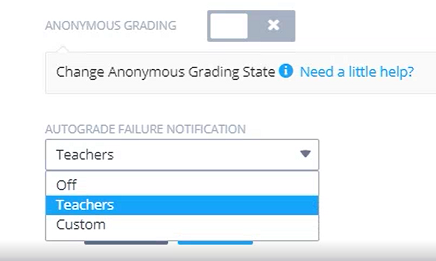 ANONYMOUS GRADING
Change Anonymous Grading State Need a little help?
AUTOGRADE FAILURE NOTIFICATION
Teachers
Off
Teachers
Custom